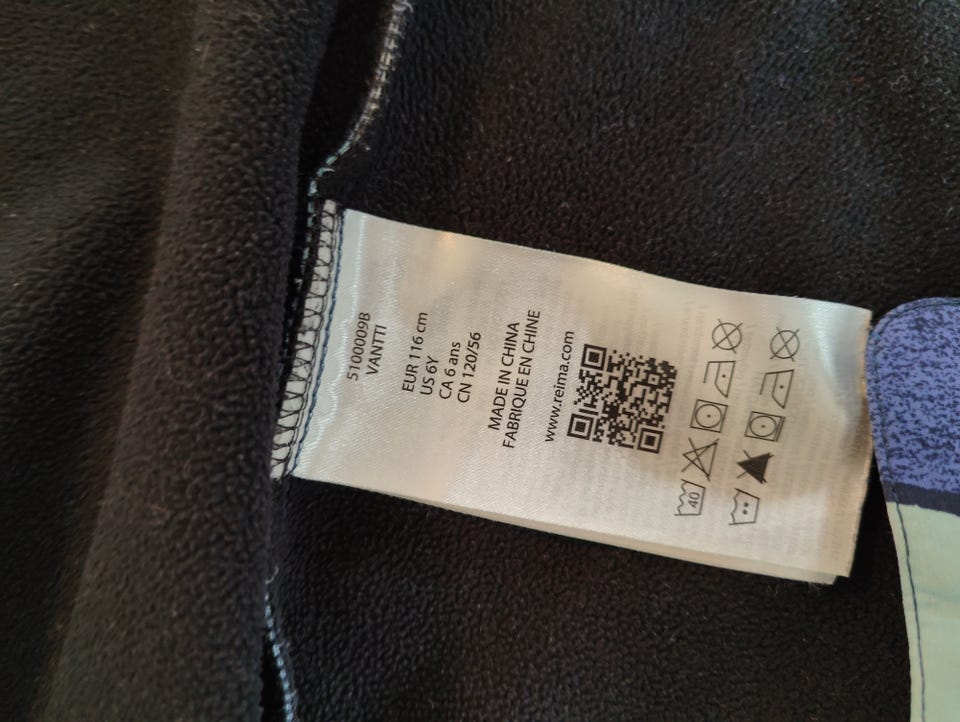 5100009B
VANTTI
EUR 116 cm
US 6Y
CA 6 ans
CN 120/56
MADE IN CHINA
FABRIQUE EN CHINE
www.reima.com
40